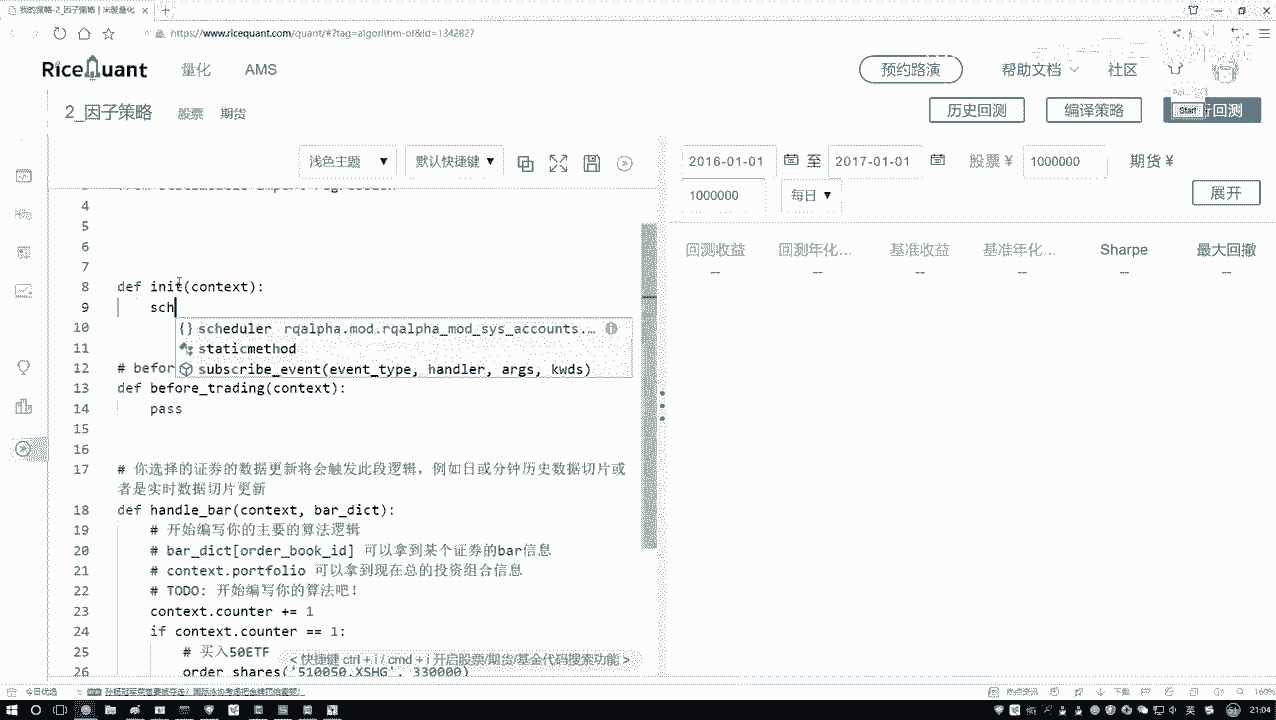 我的策略-2_因子策略 | 米筐量化
https://www.ricequant.com/quant/#?tag=algorithm-of&id=1342827
RiceQuant 量化 AMS 预约路演 帮助文档 社区
2_因子策略 股票 期货 历史回测 编译策略 Start 回测
浅色主题 默认快捷键 2016-01-01 至 2017-01-01 股票 ¥ 1000000 期货 ¥
1000000 每日 展开
回测收益 回测年化... 基准收益 基准年化... Sharpe 最大回撤
-- -- -- -- -- --
4
5
6
7
8 def init(context):
9 sch
10 scheduler rqalpha.mod.rqalpha_mod_sys_accounts....
11 staticmethod
12 # befor subscribe_event(event_type, handler, args, kwds)
13 def before_trading(context):
14 pass
15
16
17 # 你选择的证券的数据更新将会触发此段逻辑，例如日或分钟历史数据切片或
者是实时数据切片更新
18 def handle_bar(context, bar_dict):
19 # 开始编写你的主要的算法逻辑
20 # bar_dict[order_book_id] 可以拿到某个证券的bar信息
21 # context.portfolio 可以拿到现在总的投资组合信息
22 # TODO: 开始编写你的算法吧！
23 context.counter += 1
24 if context.counter == 1:
25 # 买入50ETF
< 快捷键 ctrl + i / cmd + i 开启股票/期货/基金代码搜索功能 >
26 order_shares('510050.XSHG', 330000)
今日优选
下载 160%
英 21:04